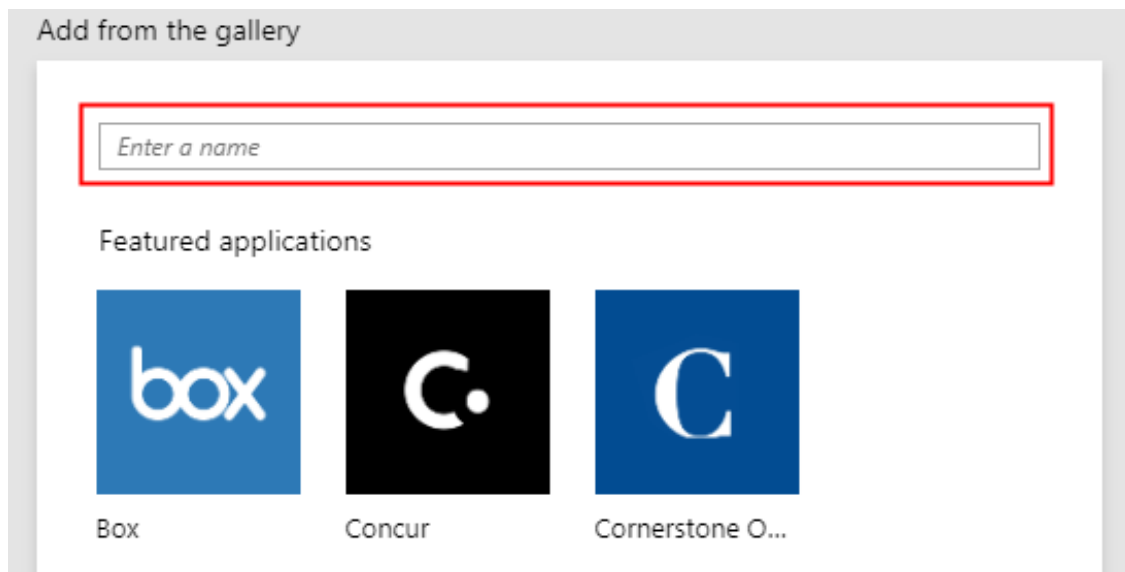 Add from the gallery
Enter a name
Featured applications
box
C.
C
Box
Concur
Cornerstone O...